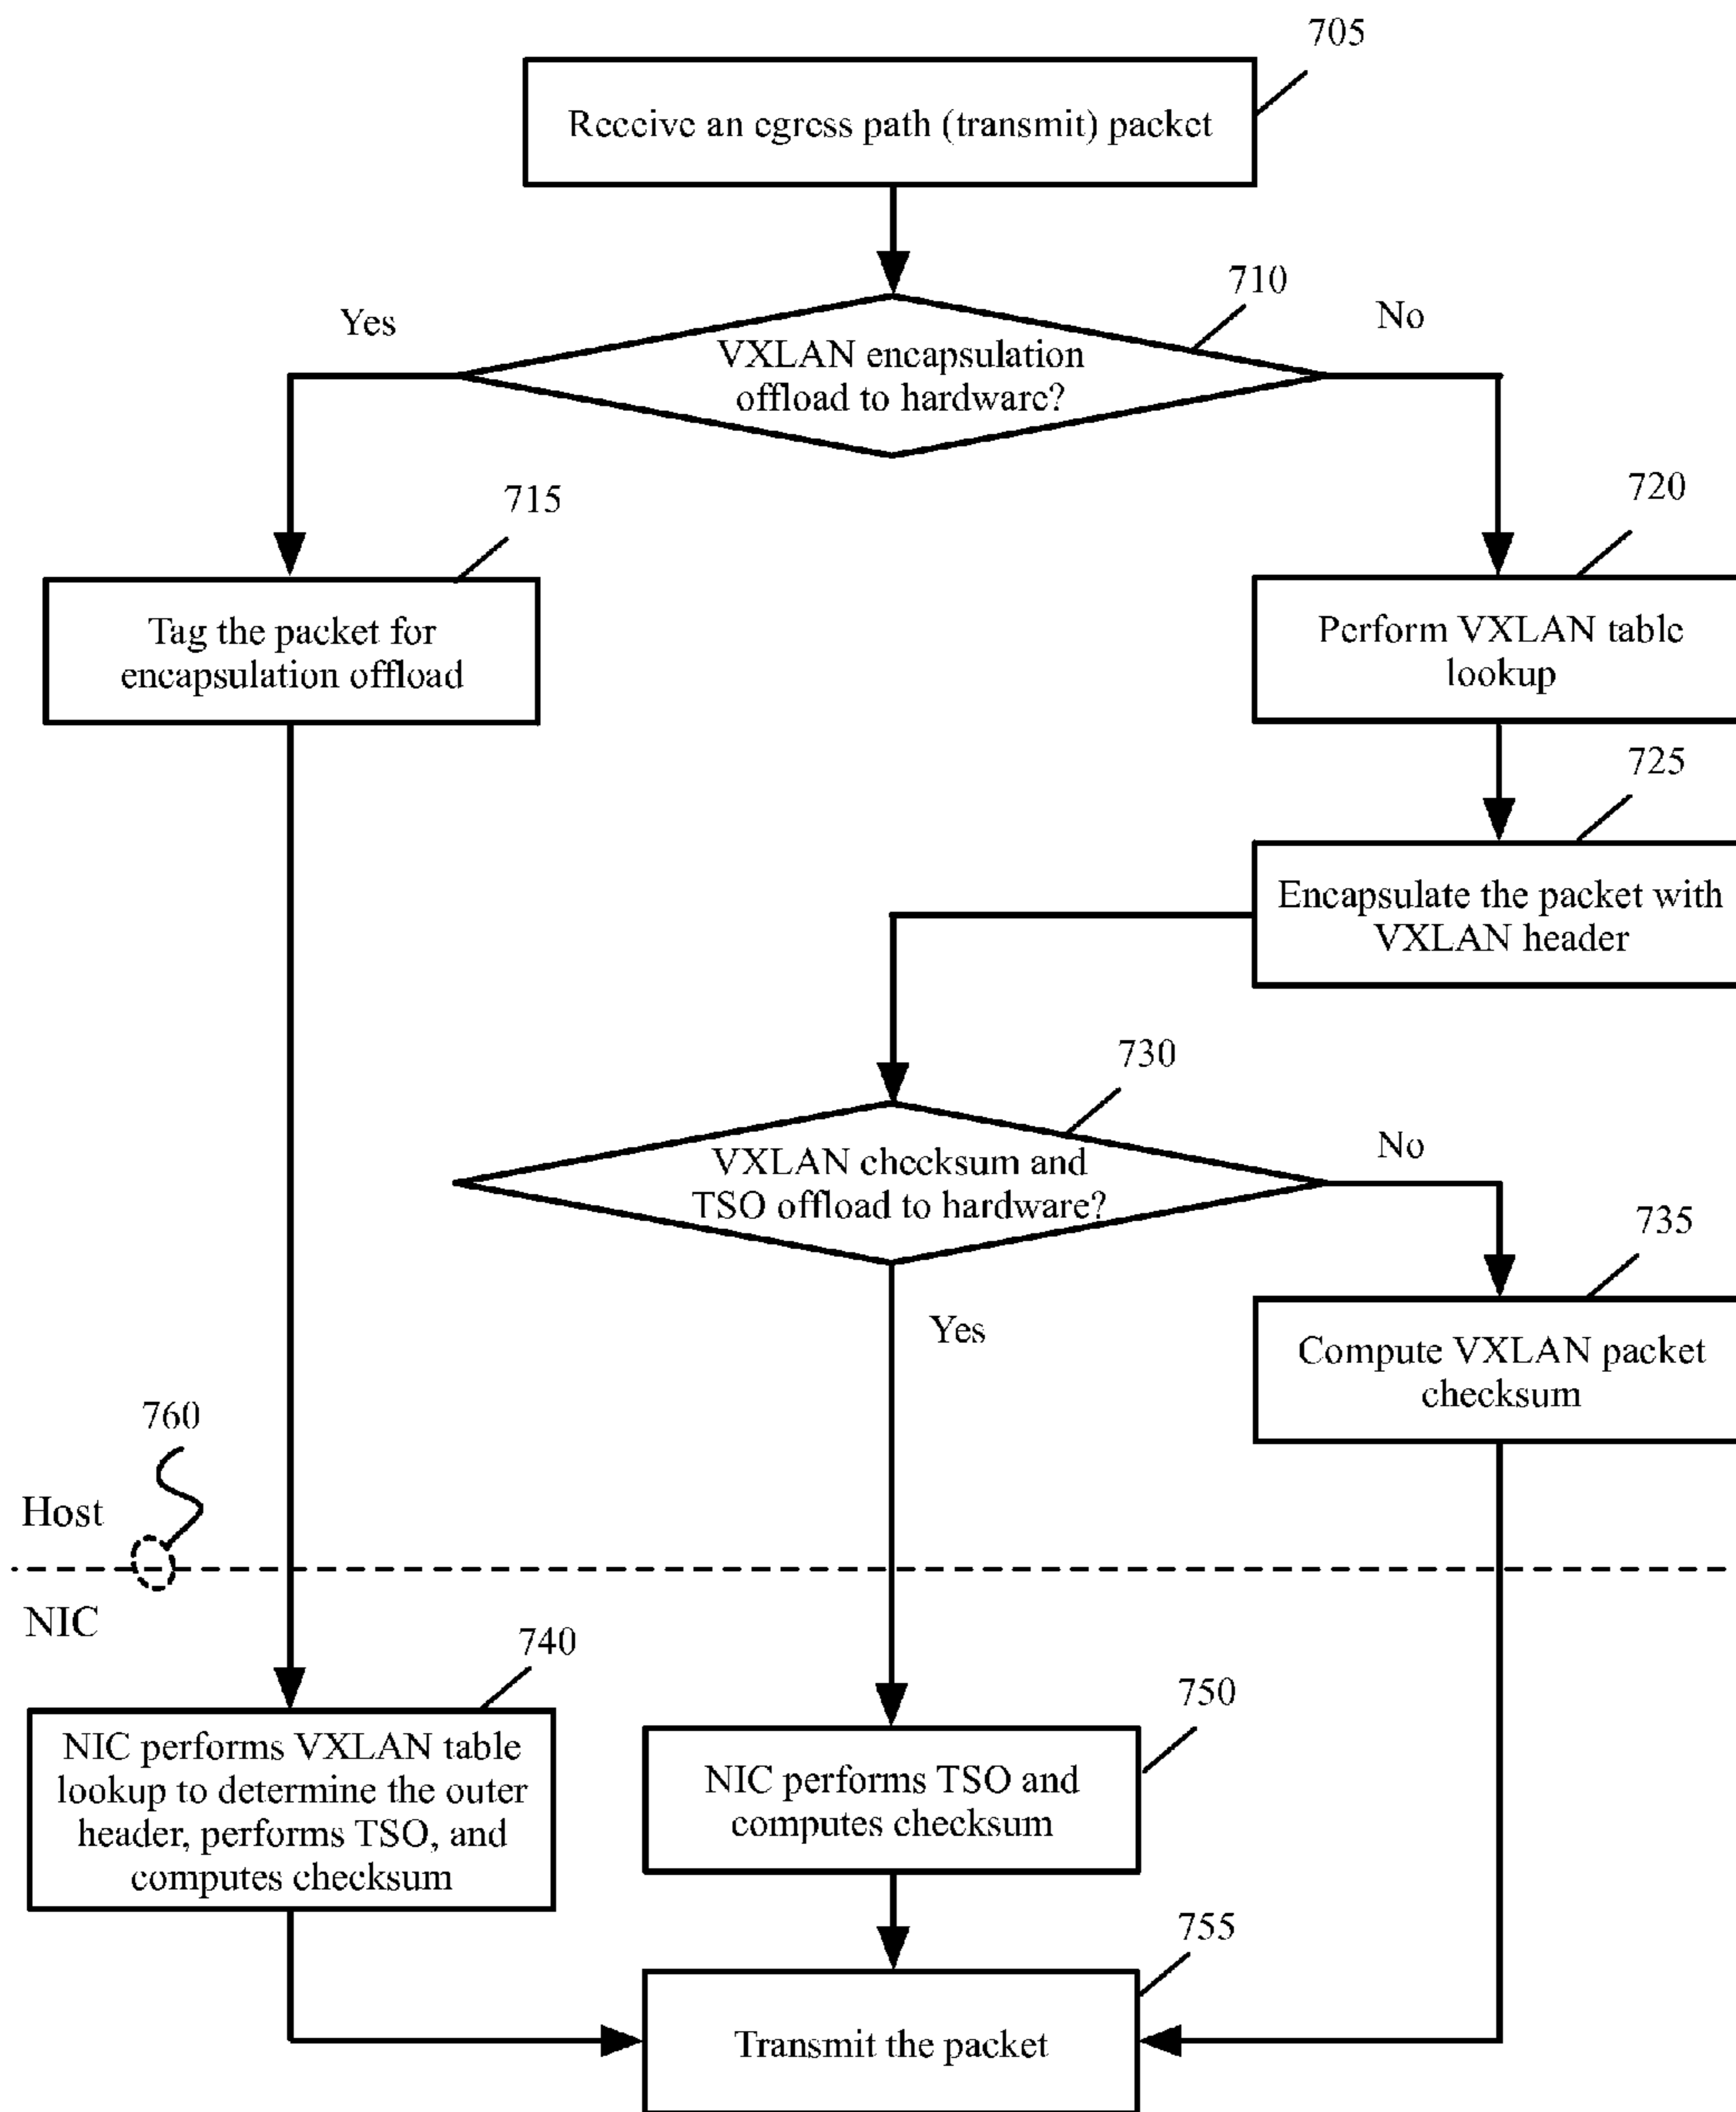 705
Receive an egress path (transmit) packet
710
Yes
No
VXLAN encapsulation
offload to hardware?
715
720
Tag the packet for
encapsulation offload
Perform VXLAN table
lookup
725
Encapsulate the packet with
VXLAN header
730
VXLAN checksum and
TSO offload to hardware?
No
735
Yes
Compute VXLAN packet
checksum
760
Host
NIC
740
NIC performs VXLAN table
lookup to determine the outer
header, performs TSO, and
computes checksum
750
NIC performs TSO and
computes checksum
755
Transmit the packet